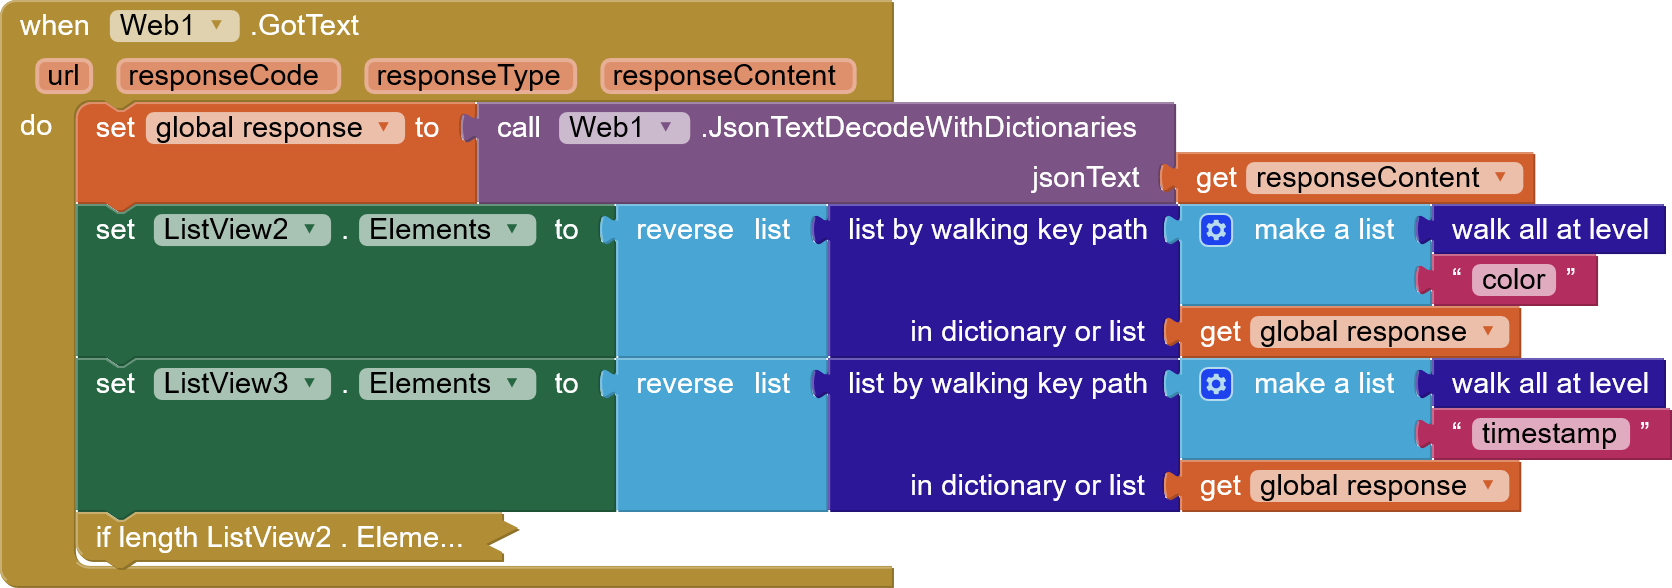 when Web1 .GotText
url responseCode responseType responseContent
do set global response to call Web1 .JsonTextDecodeWithDictionaries
jsonText get responseContent
set ListView2 . Elements to reverse list list by walking key path make a list walk all at level
“ color ”
in dictionary or list get global response
set ListView3 . Elements to reverse list list by walking key path make a list walk all at level
“ timestamp ”
in dictionary or list get global response
if length ListView2 . Eleme...